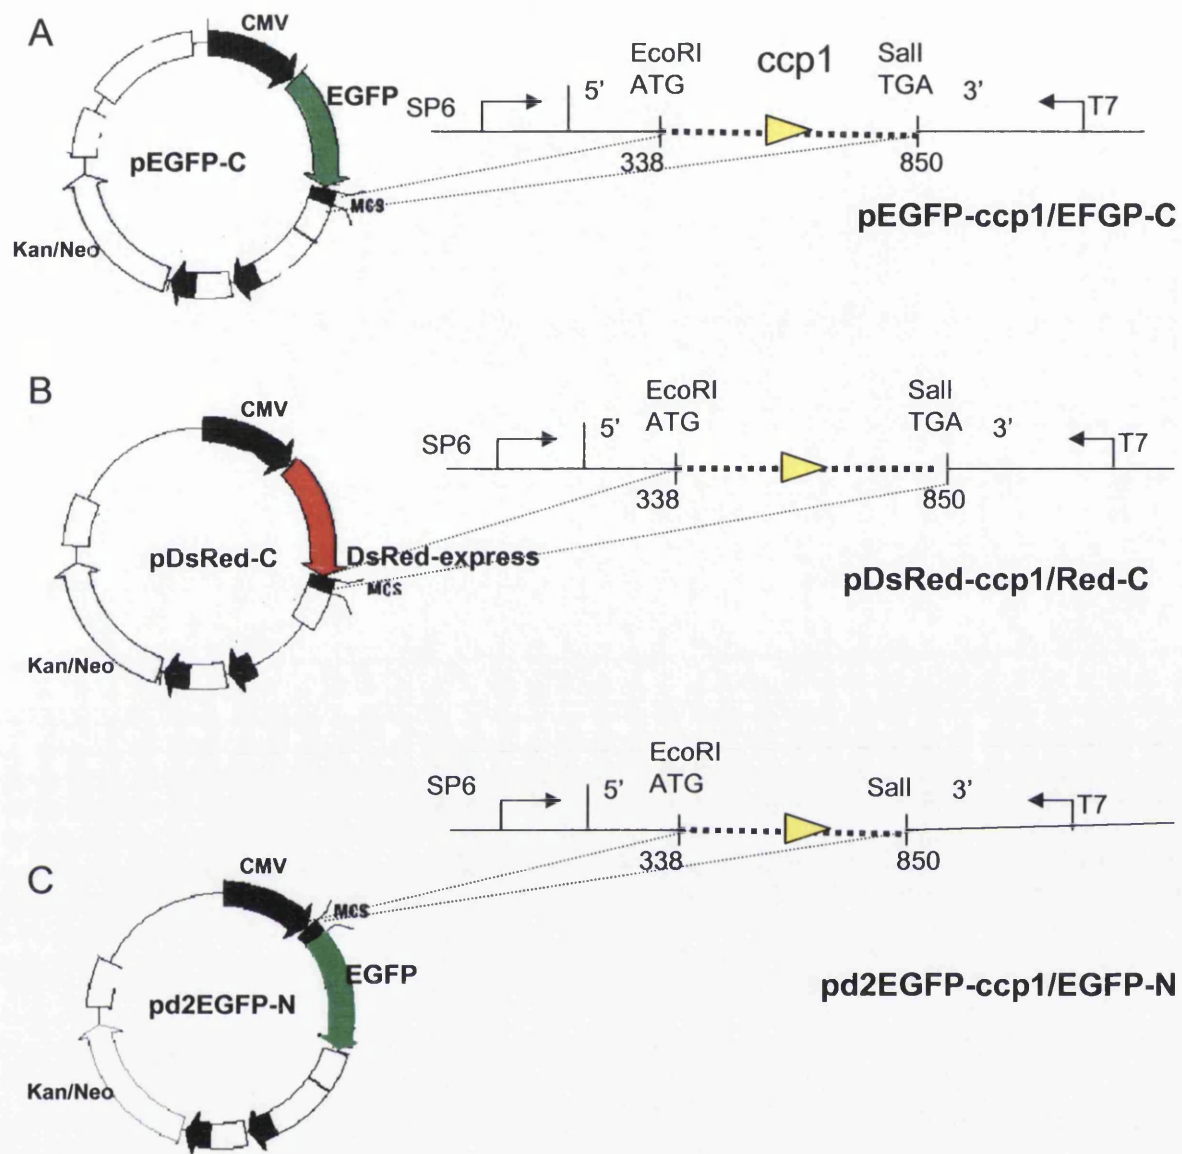 A
CMV
EGFP
pEGFP-C
MCS
Kan/Neo
SP6
5’
EcoRI
ATG
ccp1
SalI
TGA
3’
T7
338
850
pEGFP-ccp1/EFGP-C
B
CMV
DsRed-express
pDsRed-C
MCS
Kan/Neo
SP6
5’
EcoRI
ATG
SalI
TGA
3’
T7
338
850
pDsRed-ccp1/Red-C
C
CMV
MCS
EGFP
pd2EGFP-N
Kan/Neo
SP6
5’
EcoRI
ATG
SalI
3’
T7
338
850
pd2EGFP-ccp1/EGFP-N